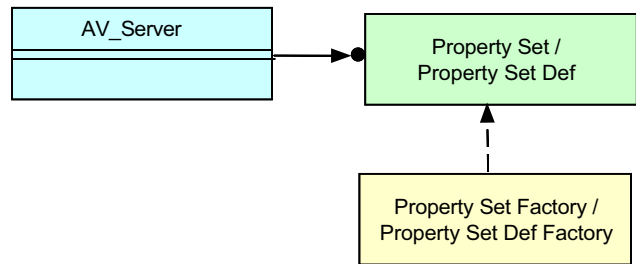 AV_Server
Property Set /
Property Set Def
Property Set Factory /
Property Set Def Factory